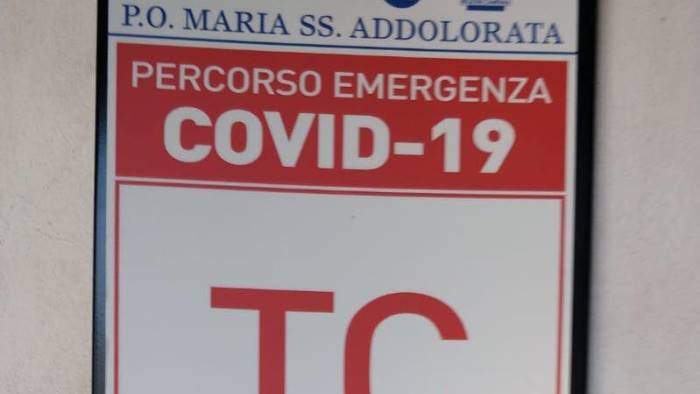 P.O. MARIA SS. ADDOLORATA
PERCORSO EMERGENZA
COVID-19
TC